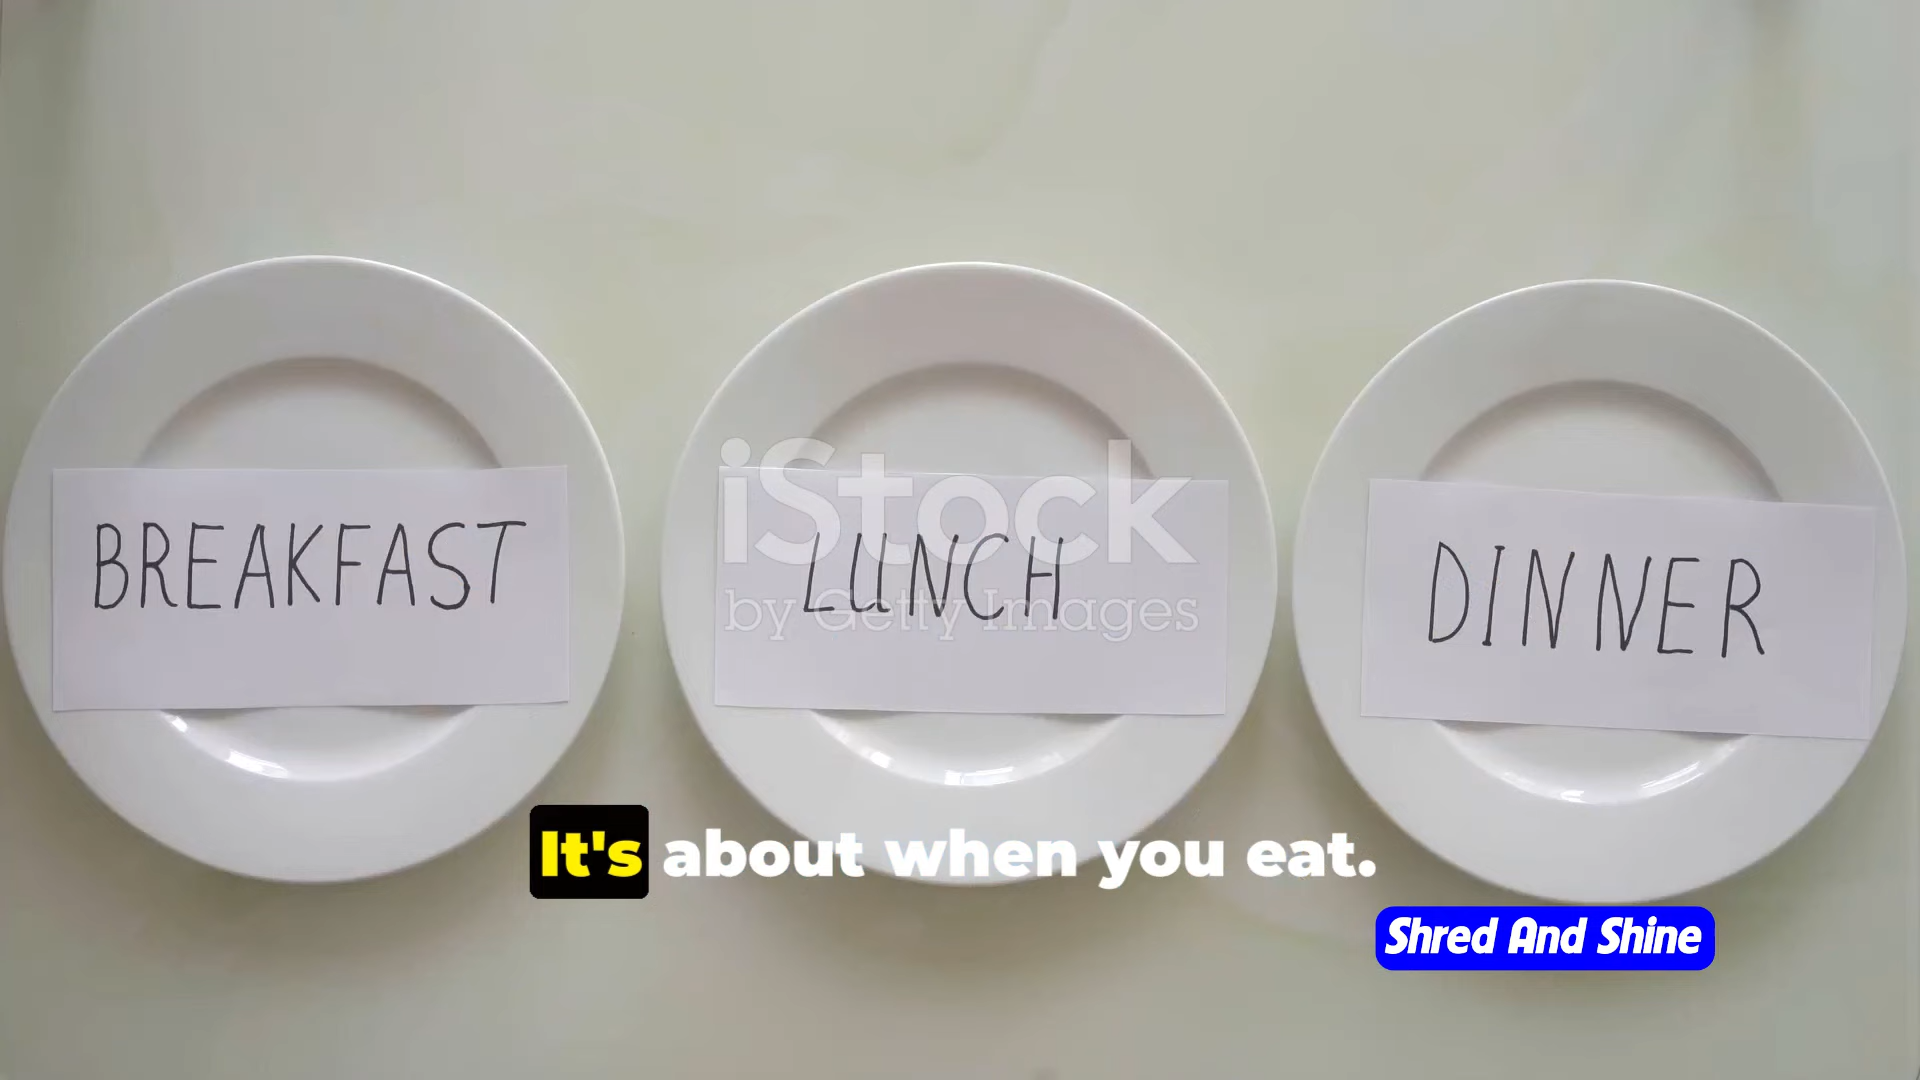 BREAKFAST
LUNCH
DINNER
iStock
by Getty Images
It's about when you eat.
Shred And Shine